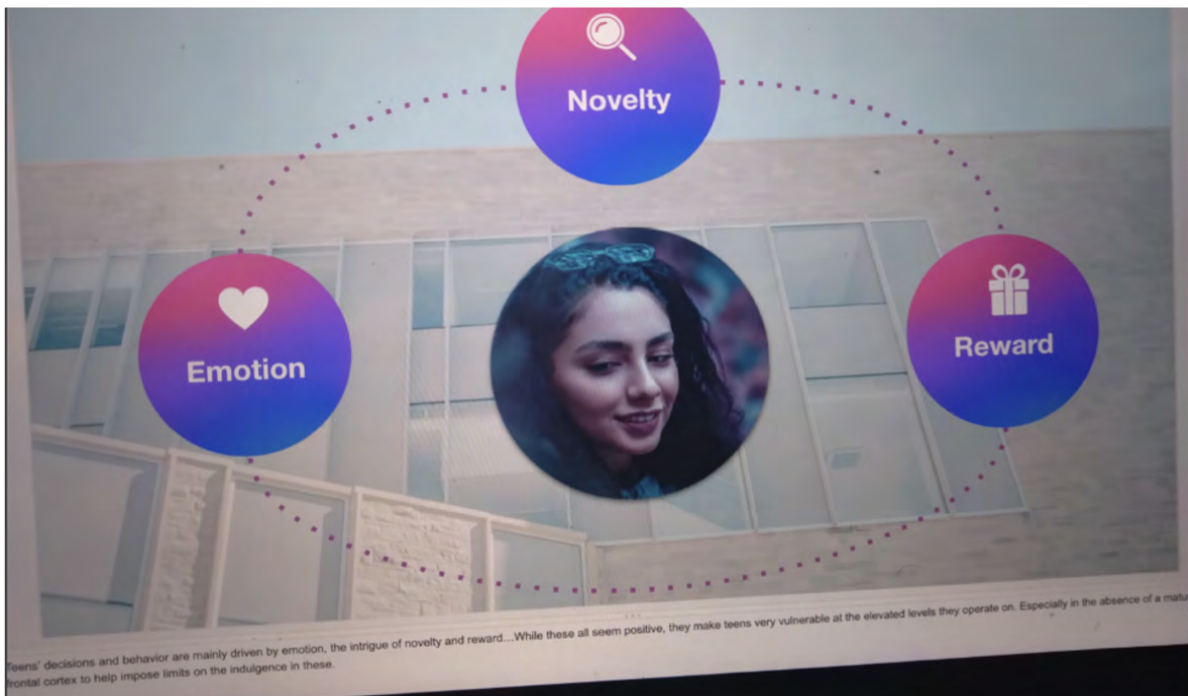 Novelty
Emotion
Reward
Teens' decisions and behavior are mainly driven by emotion, the intrigue of novelty and reward....While these all seem positive, they make teens very vulnerable at the elevated levels they operate on. Especially in the absence of a
frontal cortex to help impose limits on the indulgence in these.